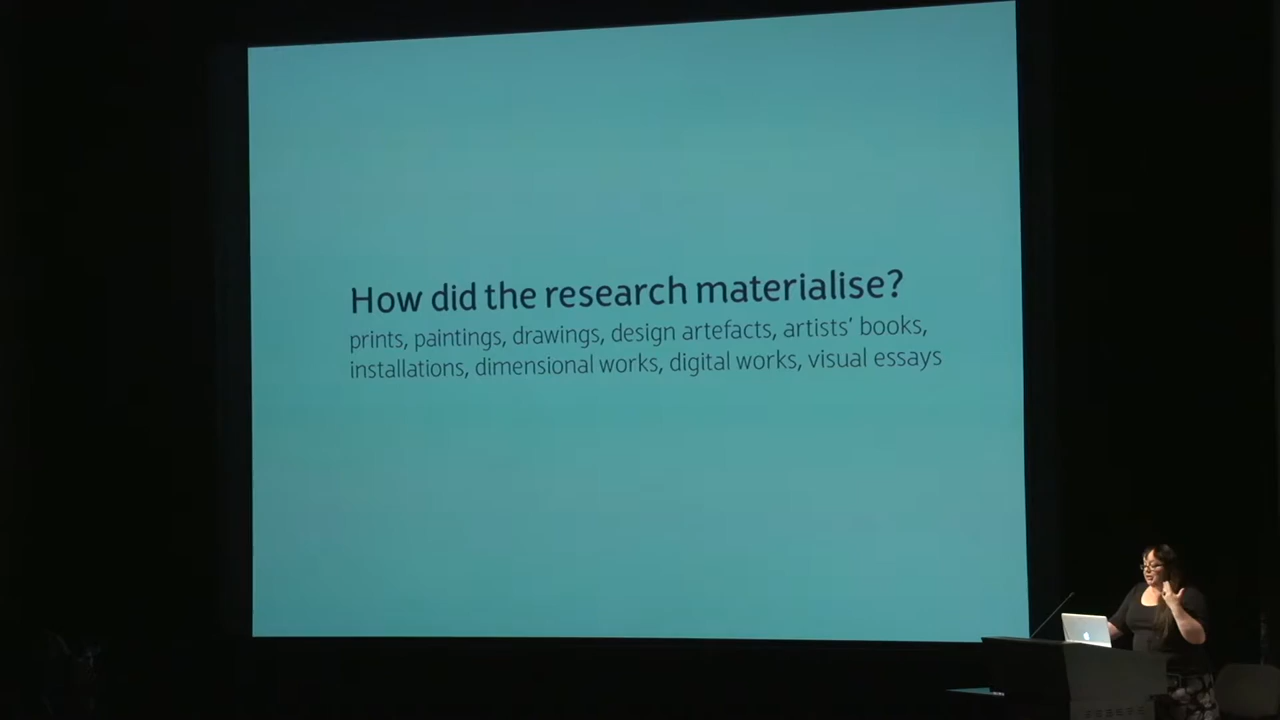 How did the research materialise?
prints, paintings, drawings, design artefacts, artists’ books,
installations, dimensional works, digital works, visual essays